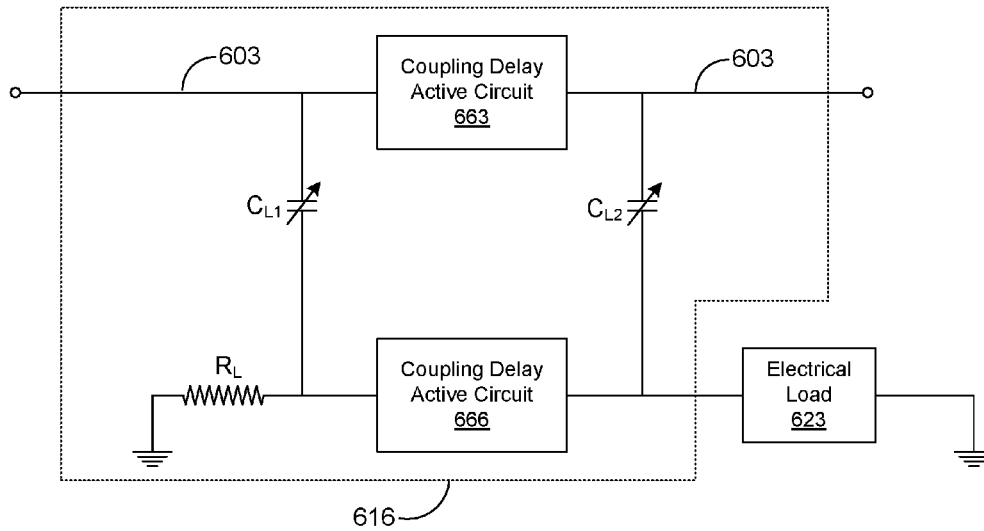 603
Coupling Delay
Active Circuit
663
603
CL1
CL2
RL
Coupling Delay
Active Circuit
666
Electrical
Load
623
616